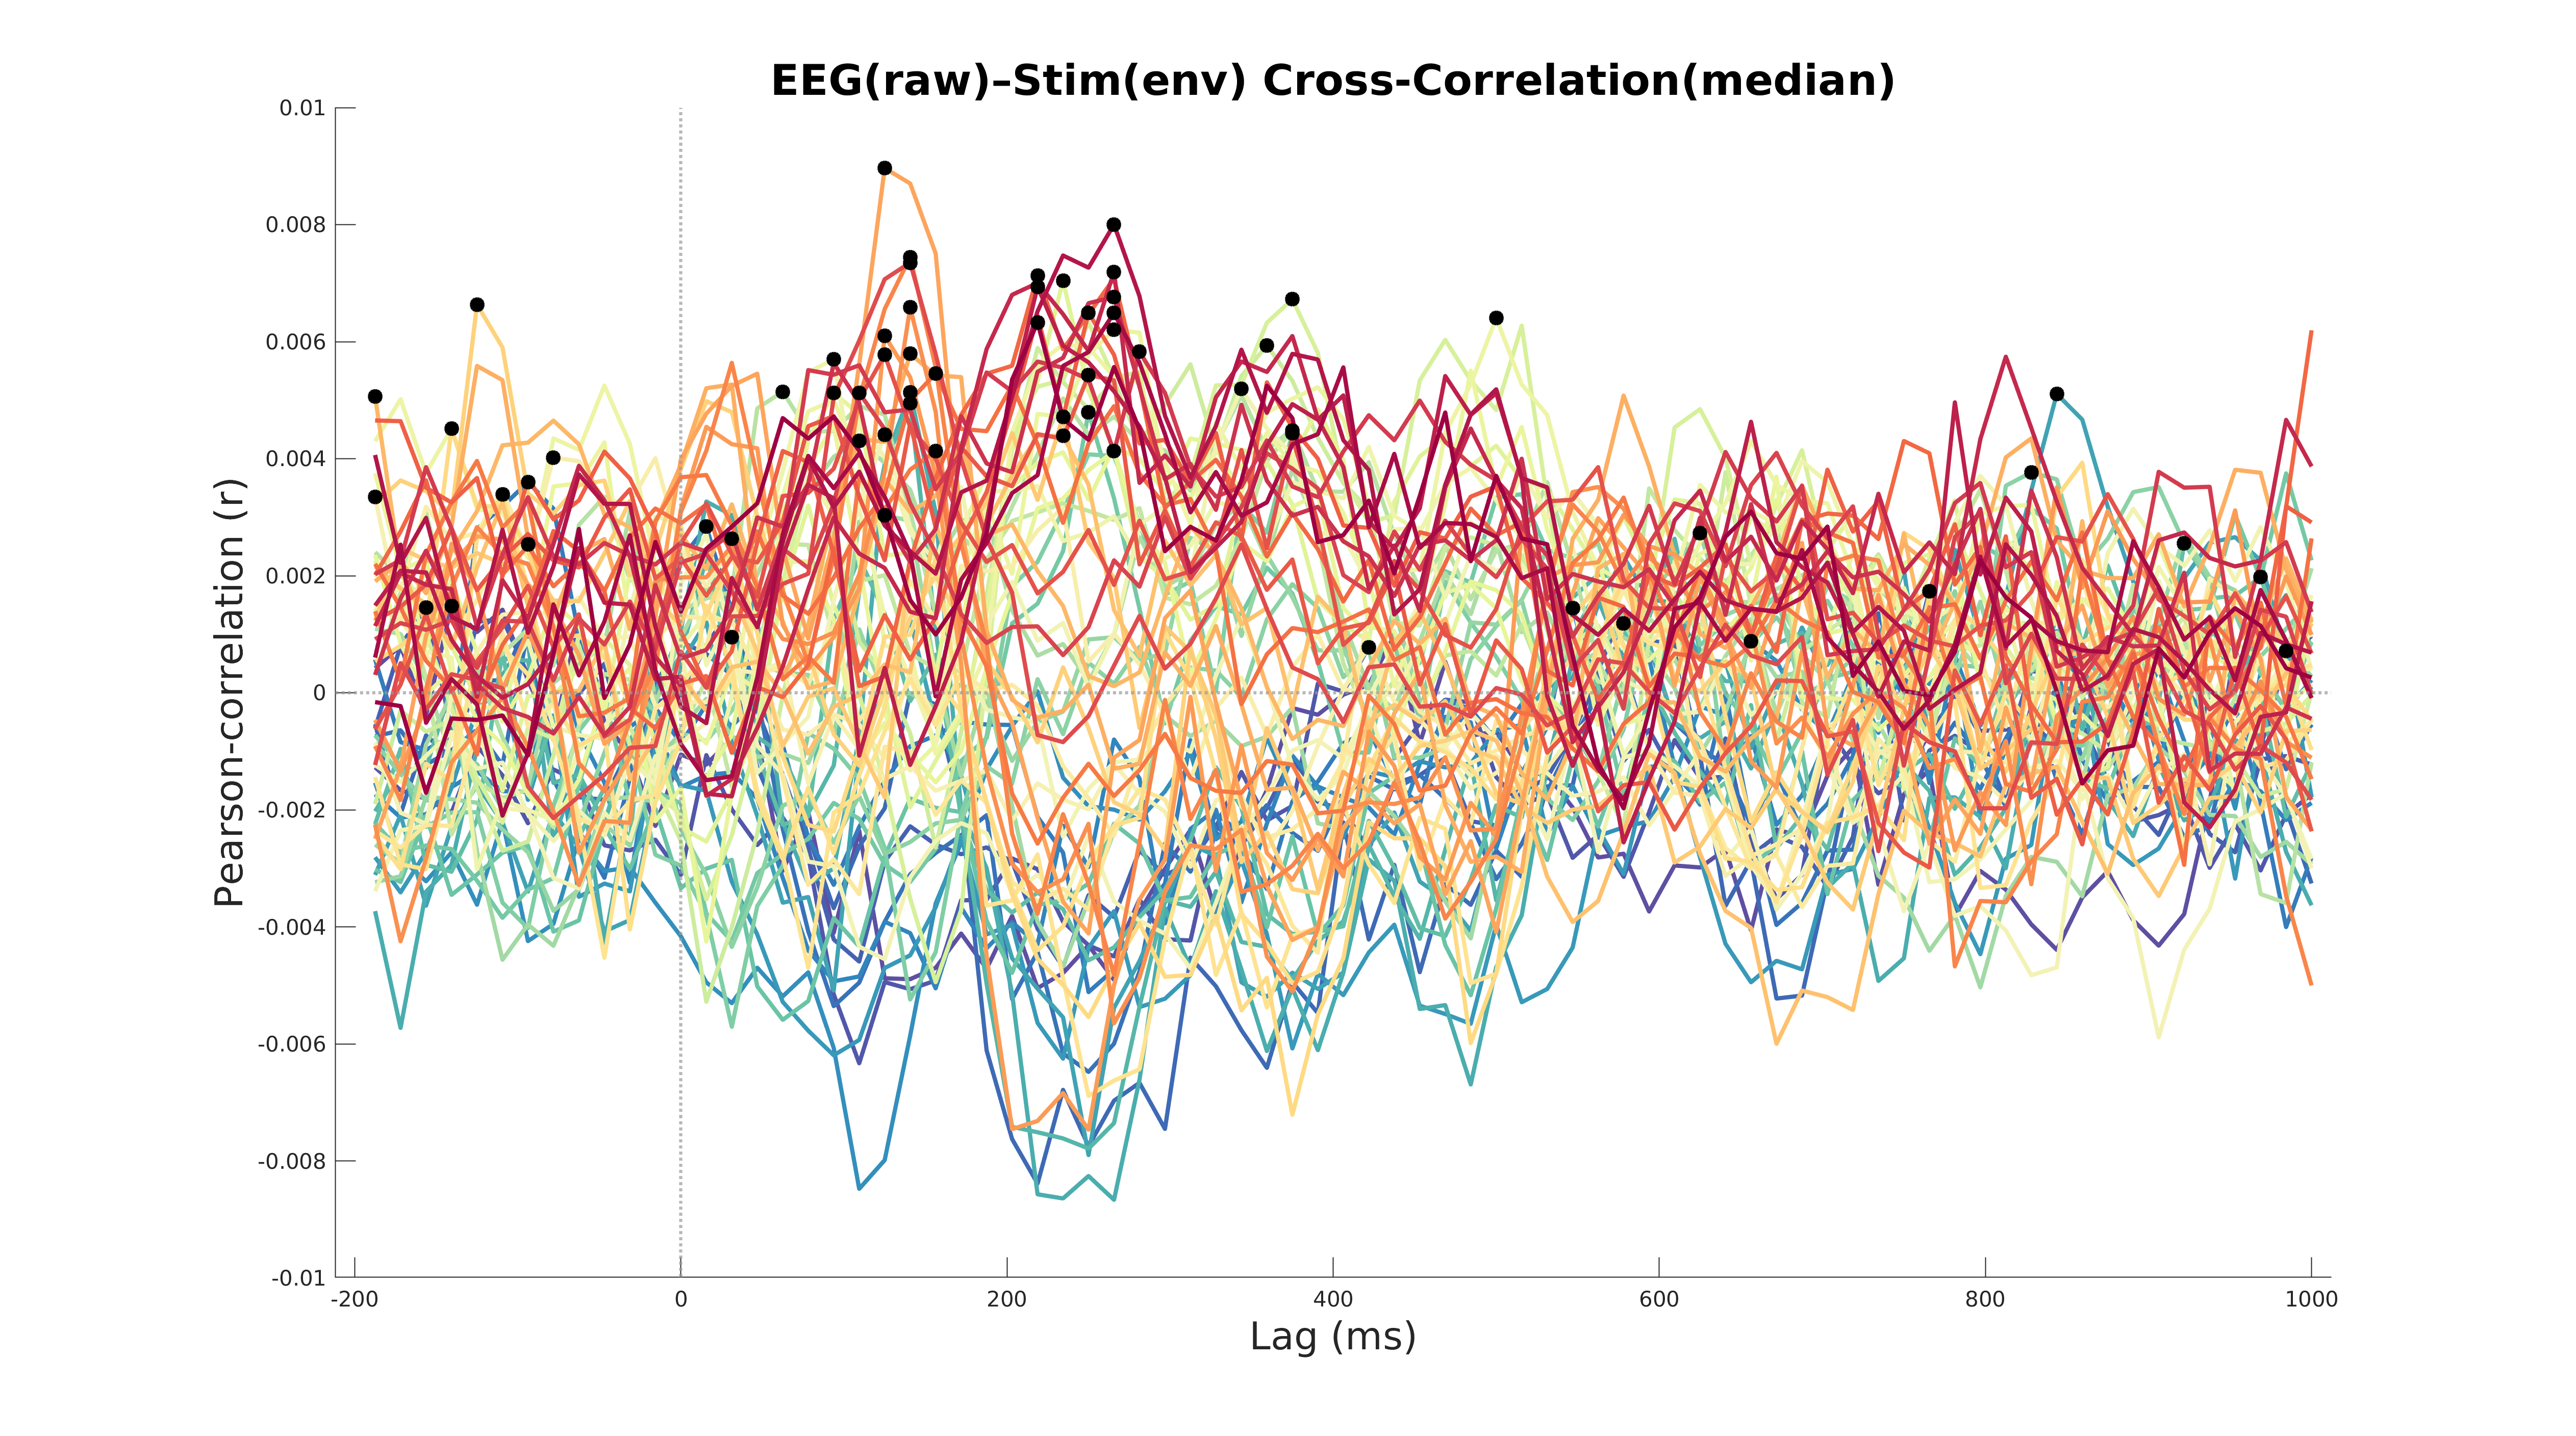 EEG(raw)–Stim(env) Cross-Correlation(median)
0.01
0.008
0.006
0.004
0.002
0
-0.002
-0.004
-0.006
-0.008
-0.01
Pearson-correlation (r)
-200 0 200 400 600 800 1000
Lag (ms)